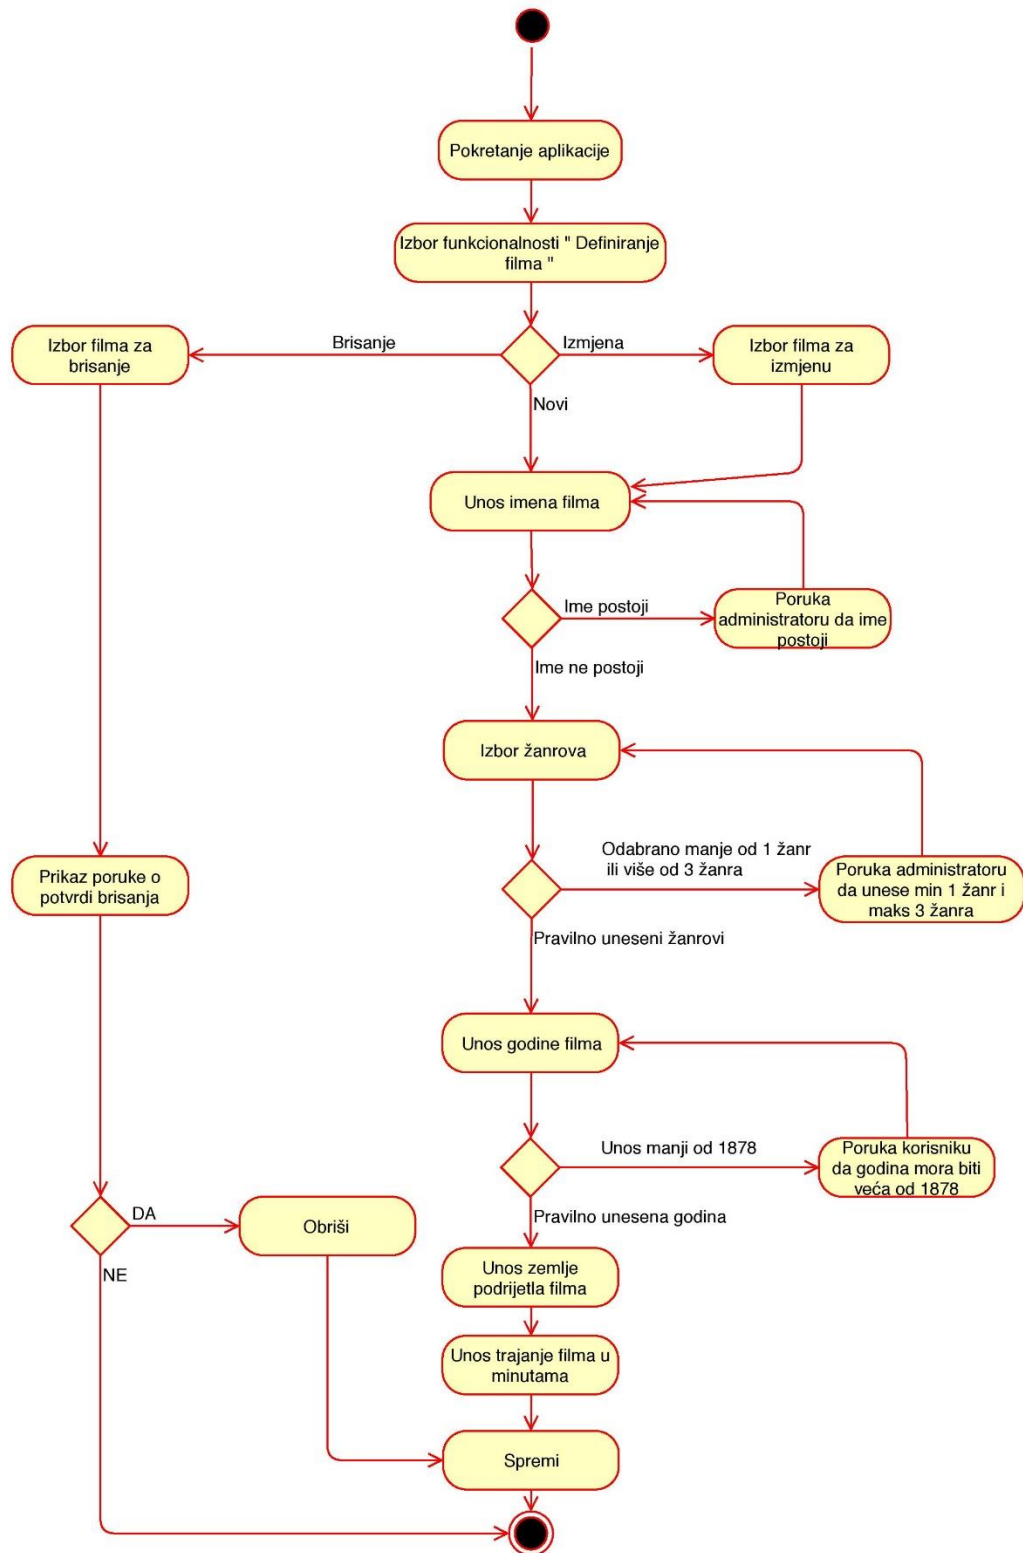 Pokretanje aplikacije
Izbor funkcionalnosti " Definiranje
filma "
Izbor filma za
brisanje
Brisanje
Izmjena
Izbor filma za
izmjenu
Novi
Unos imena filma
Ime postoji
Poruka
administratoru da ime
postoji
Ime ne postoji
Izbor žanrova
Odabrano manje od 1 žanr
ili više od 3 žanra
Poruka administratoru
da unese min 1 žanr i
maks 3 žanra
Prikaz poruke o
potvrdi brisanja
Pravilno uneseni žanrovi
Unos godine filma
Unos manji od 1878
Poruka korisniku
da godina mora biti
veća od 1878
DA
Obriši
Pravilno unesena godina
NE
Unos zemlje
podrijetla filma
Unos trajanje filma u
minutama
Spremi